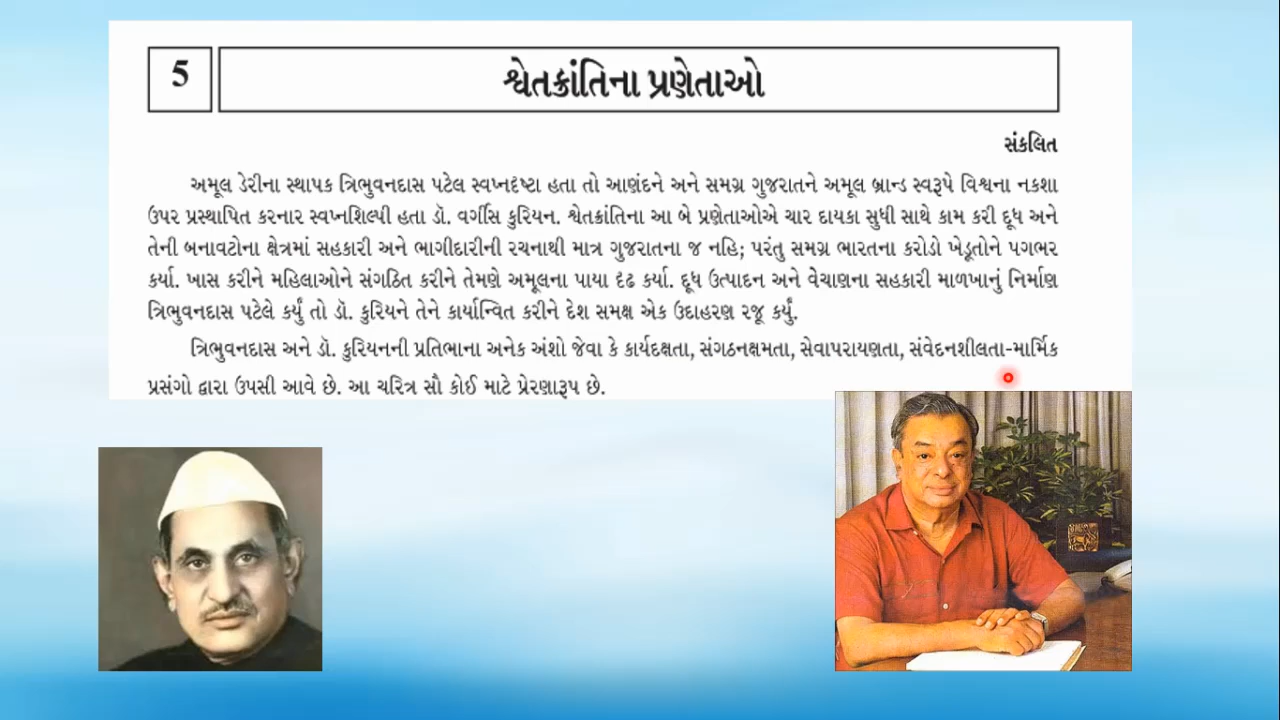 5
શ્વેતક્રાંતિના પ્રણેતાઓ
સંકલિત
અમૂલ ડેરીના સ્થાપક ત્રિભુવનદાસ પટેલ સ્વપ્નદૃષ્ટા હતા તો આણંદને અને સમગ્ર ગુજરાતને અમૂલ બ્રાન્ડ સ્વરૂપે વિશ્વના નકશા
ઉપર પ્રસ્થાપિત કરનાર સ્વપ્નશિલ્પી હતા ડૉ. વર્ગીસ કુરિયન. શ્વેતક્રાંતિના આ બે પ્રણેતાઓએ ચાર દાયકા સુધી સાથે કામ કરી દૂધ અને
તેની બનાવટોના ક્ષેત્રમાં સહકારી અને ભાગીદારીની રચનાથી માત્ર ગુજરાતના જ નહિ; પરંતુ સમગ્ર ભારતના કરોડો ખેડૂતોને પગભર
કર્યા. ખાસ કરીને મહિલાઓને સંગઠિત કરીને તેમણે અમૂલના પાયા દૃઢ કર્યા. દૂધ ઉત્પાદન અને વેચાણના સહકારી માળખાનું નિર્માણ
ત્રિભુવનદાસ પટેલે કર્યું તો ડૉ. કુરિયને તેને કાર્યાન્વિત કરીને દેશ સમક્ષ એક ઉદાહરણ રજૂ કર્યું.
ત્રિભુવનદાસ અને ડૉ. કુરિયનની પ્રતિભાના અનેક અંશો જેવા કે કાર્યદક્ષતા, સંગઠનક્ષમતા, સેવાપરાયણતા, સંવેદનશીલતા-માર્મિક
પ્રસંગો દ્વારા ઉપસી આવે છે. આ ચરિત્ર સૌ કોઈ માટે પ્રેરણારૂપ છે.